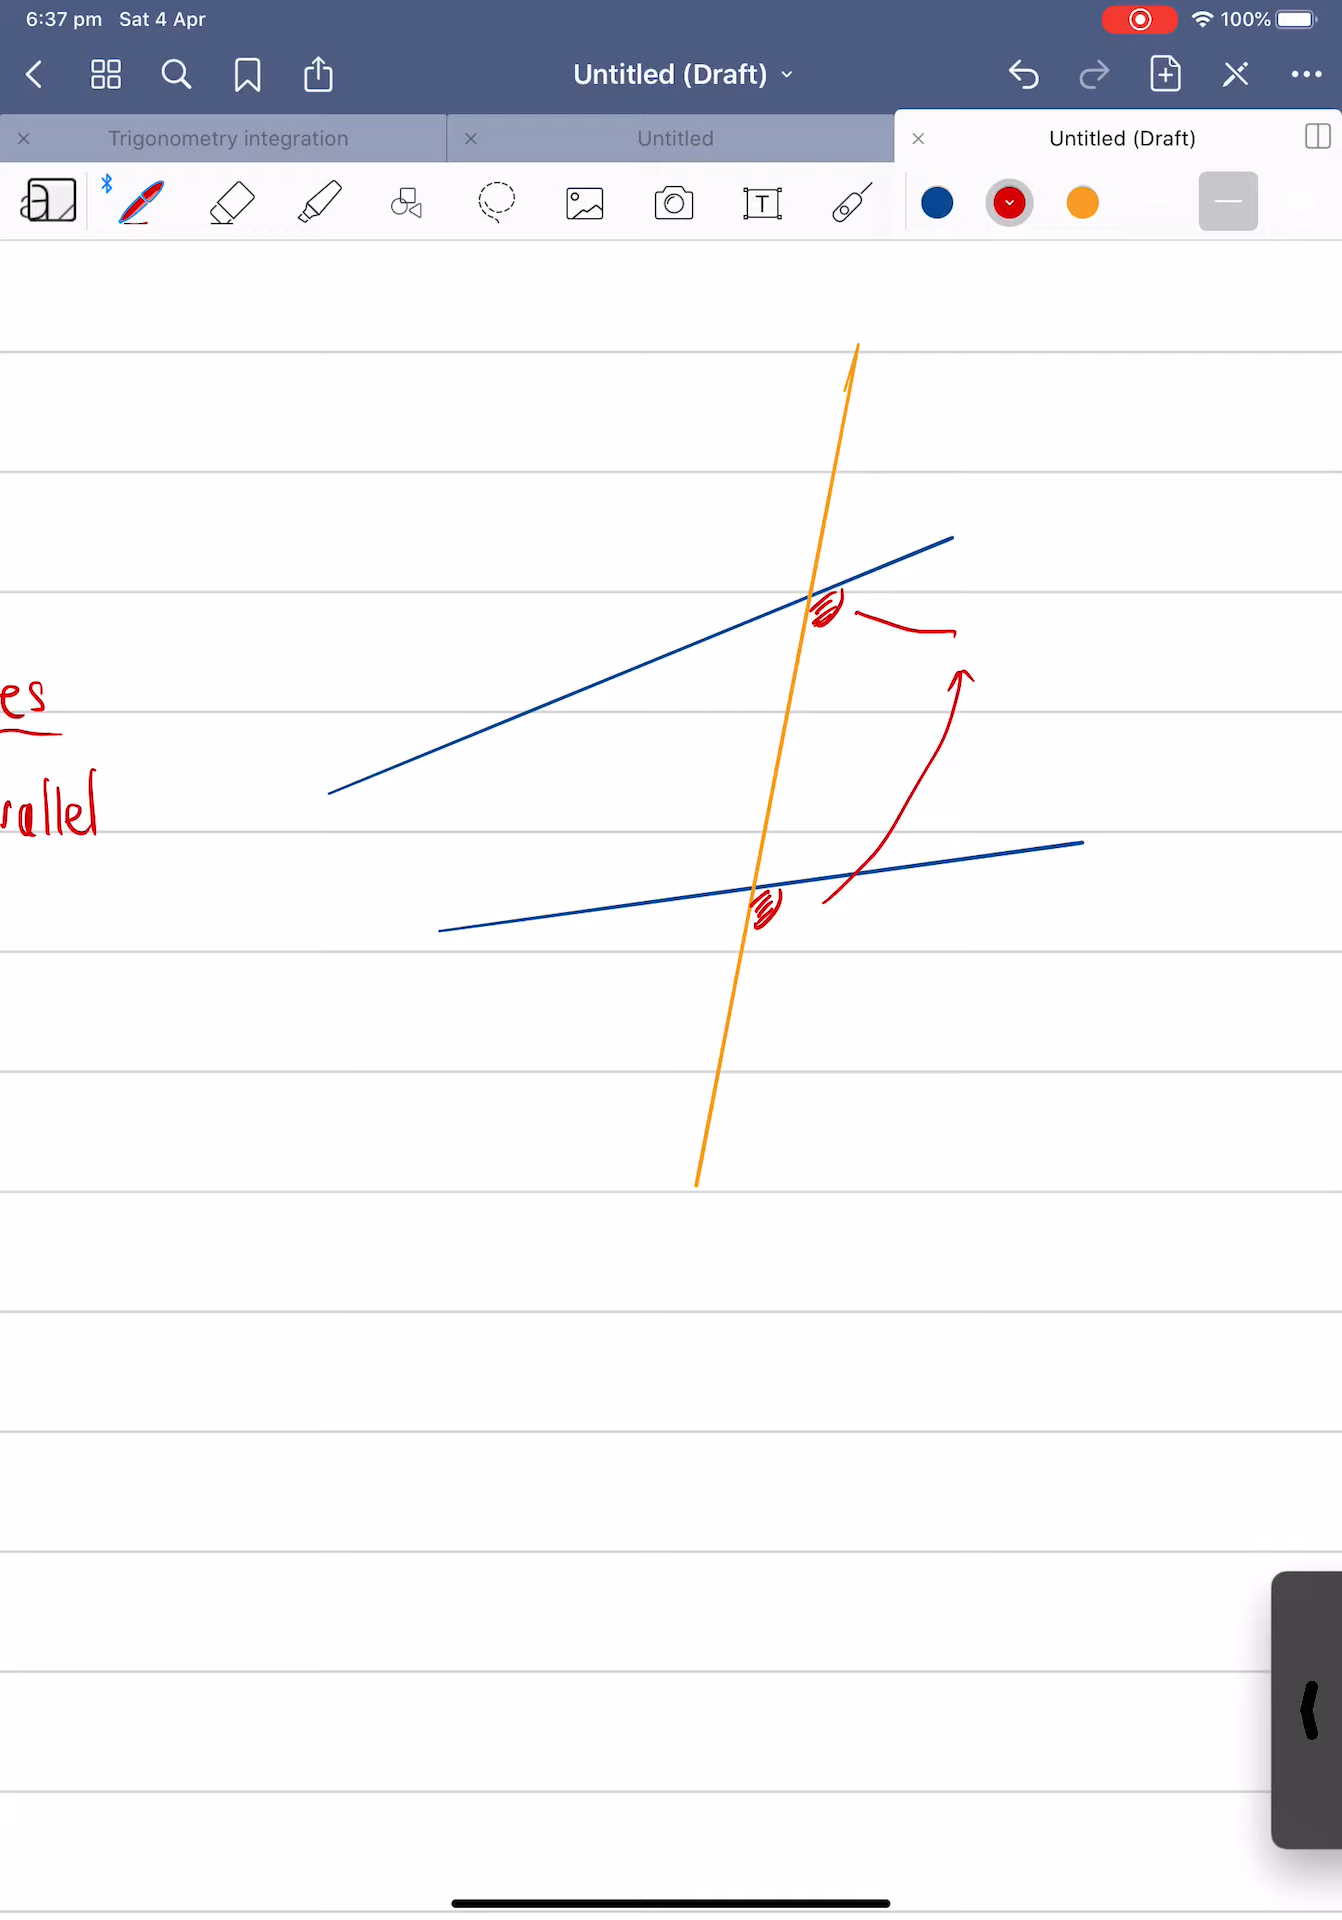 6:37 pm Sat 4 Apr
100%
Untitled (Draft)
Trigonometry integration
Untitled
Untitled (Draft)
T
es
rallel